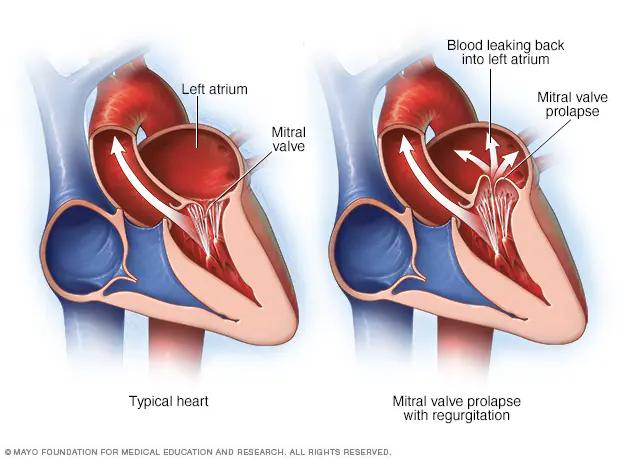 Left atrium
Mitral
valve
Blood leaking back
into left atrium
Mitral valve
prolapse
Typical heart
Mitral valve prolapse
with regurgitation
© MAYO FOUNDATION FOR MEDICAL EDUCATION AND RESEARCH. ALL RIGHTS RESERVED.